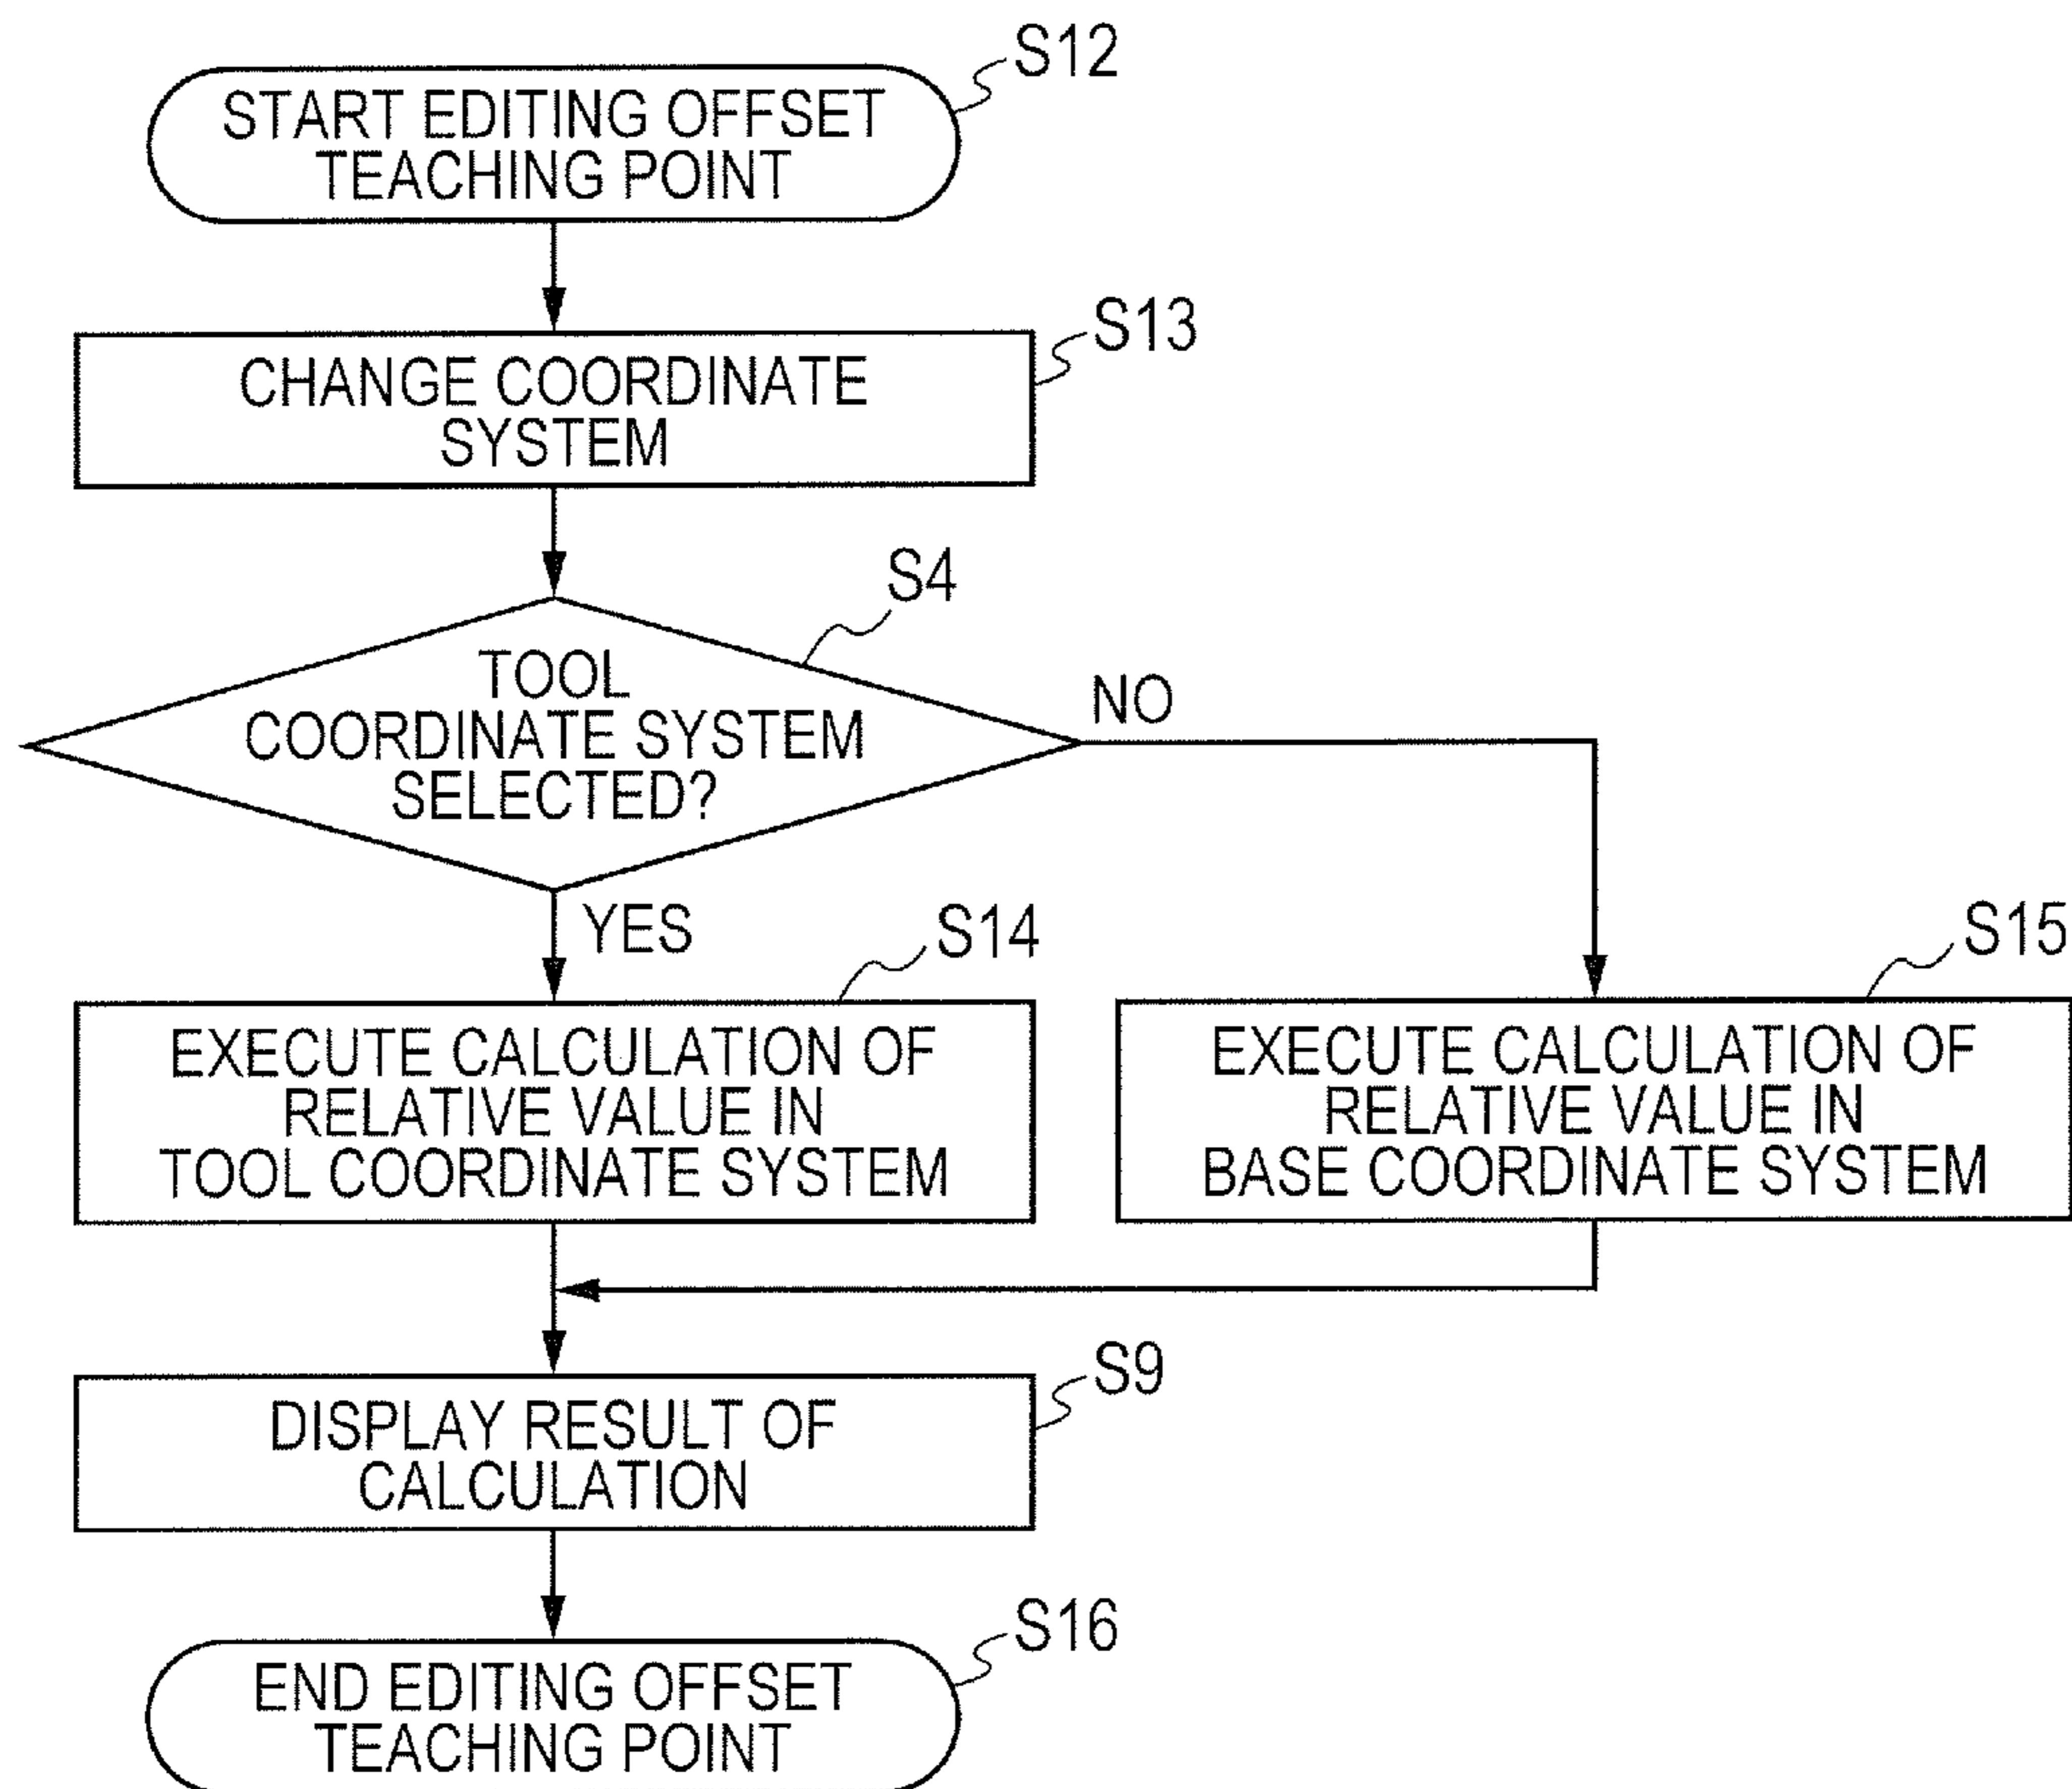 S12
START EDITING OFFSET
TEACHING POINT
S13
CHANGE COORDINATE
SYSTEM
S4
TOOL
COORDINATE SYSTEM
SELECTED?
NO
YES
S14
S15
EXECUTE CALCULATION OF
RELATIVE VALUE IN
TOOL COORDINATE SYSTEM
EXECUTE CALCULATION OF
RELATIVE VALUE IN
BASE COORDINATE SYSTEM
S9
DISPLAY RESULT OF
CALCULATION
S16
END EDITING OFFSET
TEACHING POINT